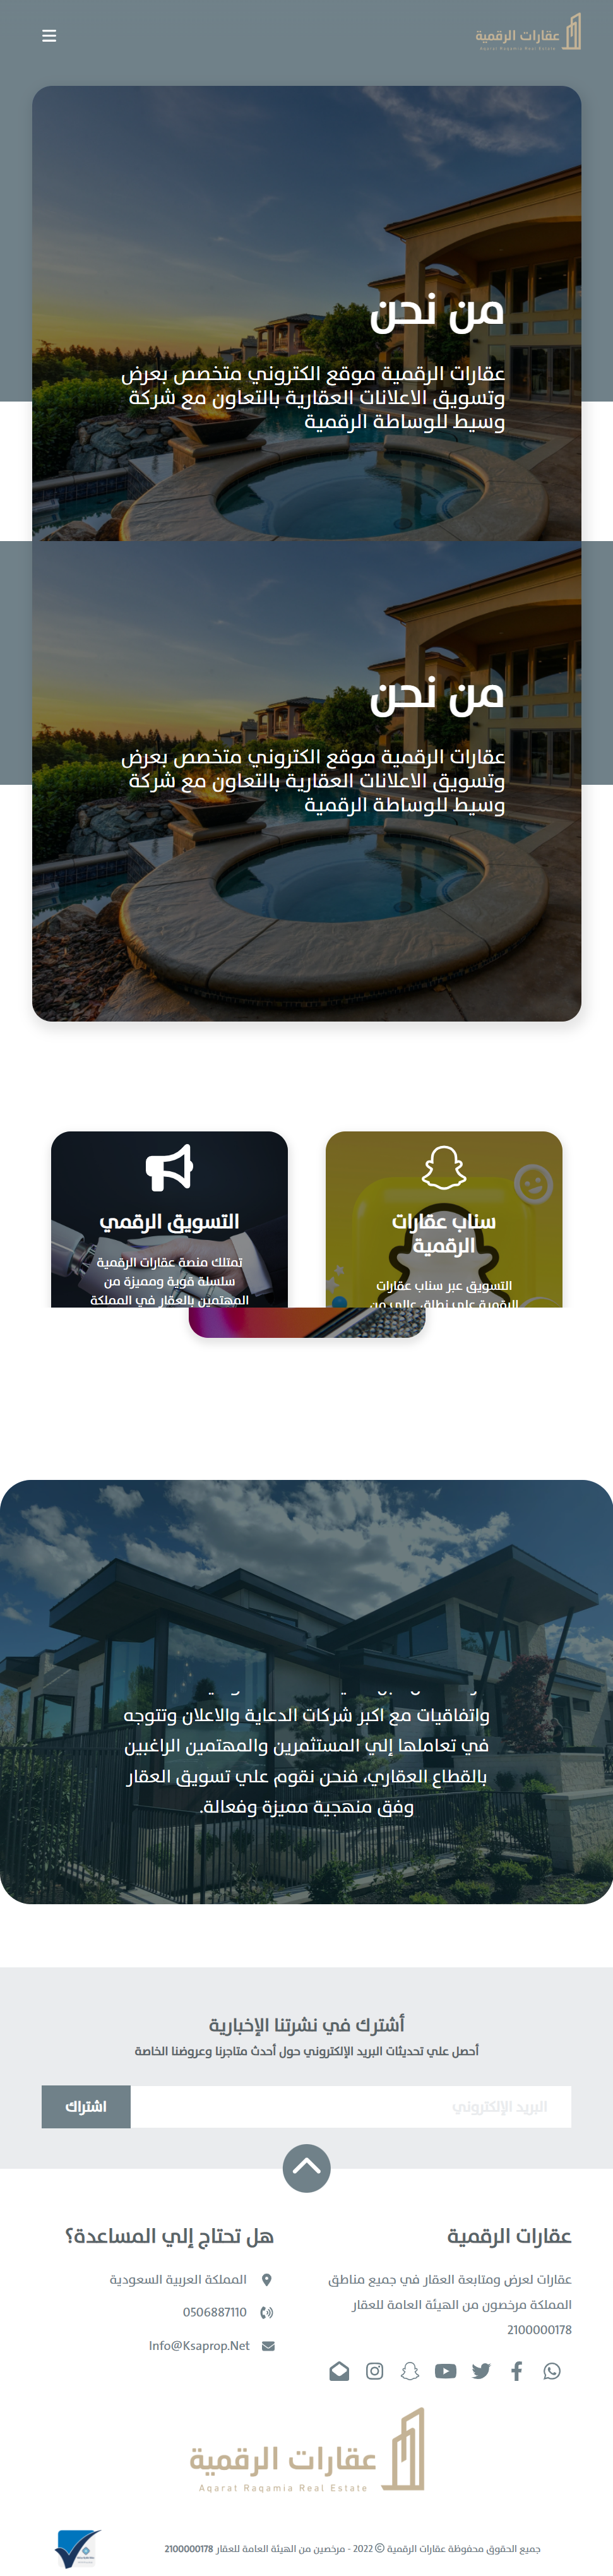 عقارات الرقمية
Aqarat Raqamia Real Estate
من نحن
عقارات الرقمية موقع الكتروني متخصص بعرض
وتسويق الاعلانات العقارية بالتعاون مع شركة
وسيط للوساطة الرقمية
من نحن
عقارات الرقمية موقع الكتروني متخصص بعرض
وتسويق الاعلانات العقارية بالتعاون مع شركة
وسيط للوساطة الرقمية
سناب عقارات
الرقمية
التسويق عبر سناب عقارات
الرقمية علي نطاق عالي من
التسويق الرقمي
تمتلك منصة عقارات الرقمية
سلسلة قوية ومميزة من
المهتمين بالعقار في المملكة
واتفاقيات مع اكبر شركات الدعاية والاعلان وتتوجه
في تعاملها إلي المستثمرين والمهتمين الراغبين
بالقطاع العقاري، فنحن نقوم علي تسويق العقار
وفق منهجية مميزة وفعالة.
أشترك في نشرتنا الإخبارية
أحصل علي تحديثات البريد الإلكتروني حول أحدث متاجرنا وعروضنا الخاصة
البريد الإلكتروني
اشتراك
عقارات الرقمية
عقارات لعرض ومتابعة العقار في جميع مناطق
المملكة مرخصون من الهيئة العامة للعقار
2100000178
هل تحتاج إلي المساعدة؟
المملكة العربية السعودية
0506887110
Info@Ksaprop.Net
عقارات الرقمية
Aqarat Raqamia Real Estate
جميع الحقوق محفوظة عقارات الرقمية © 2022 - مرخصين من الهيئة العامة للعقار 2100000178